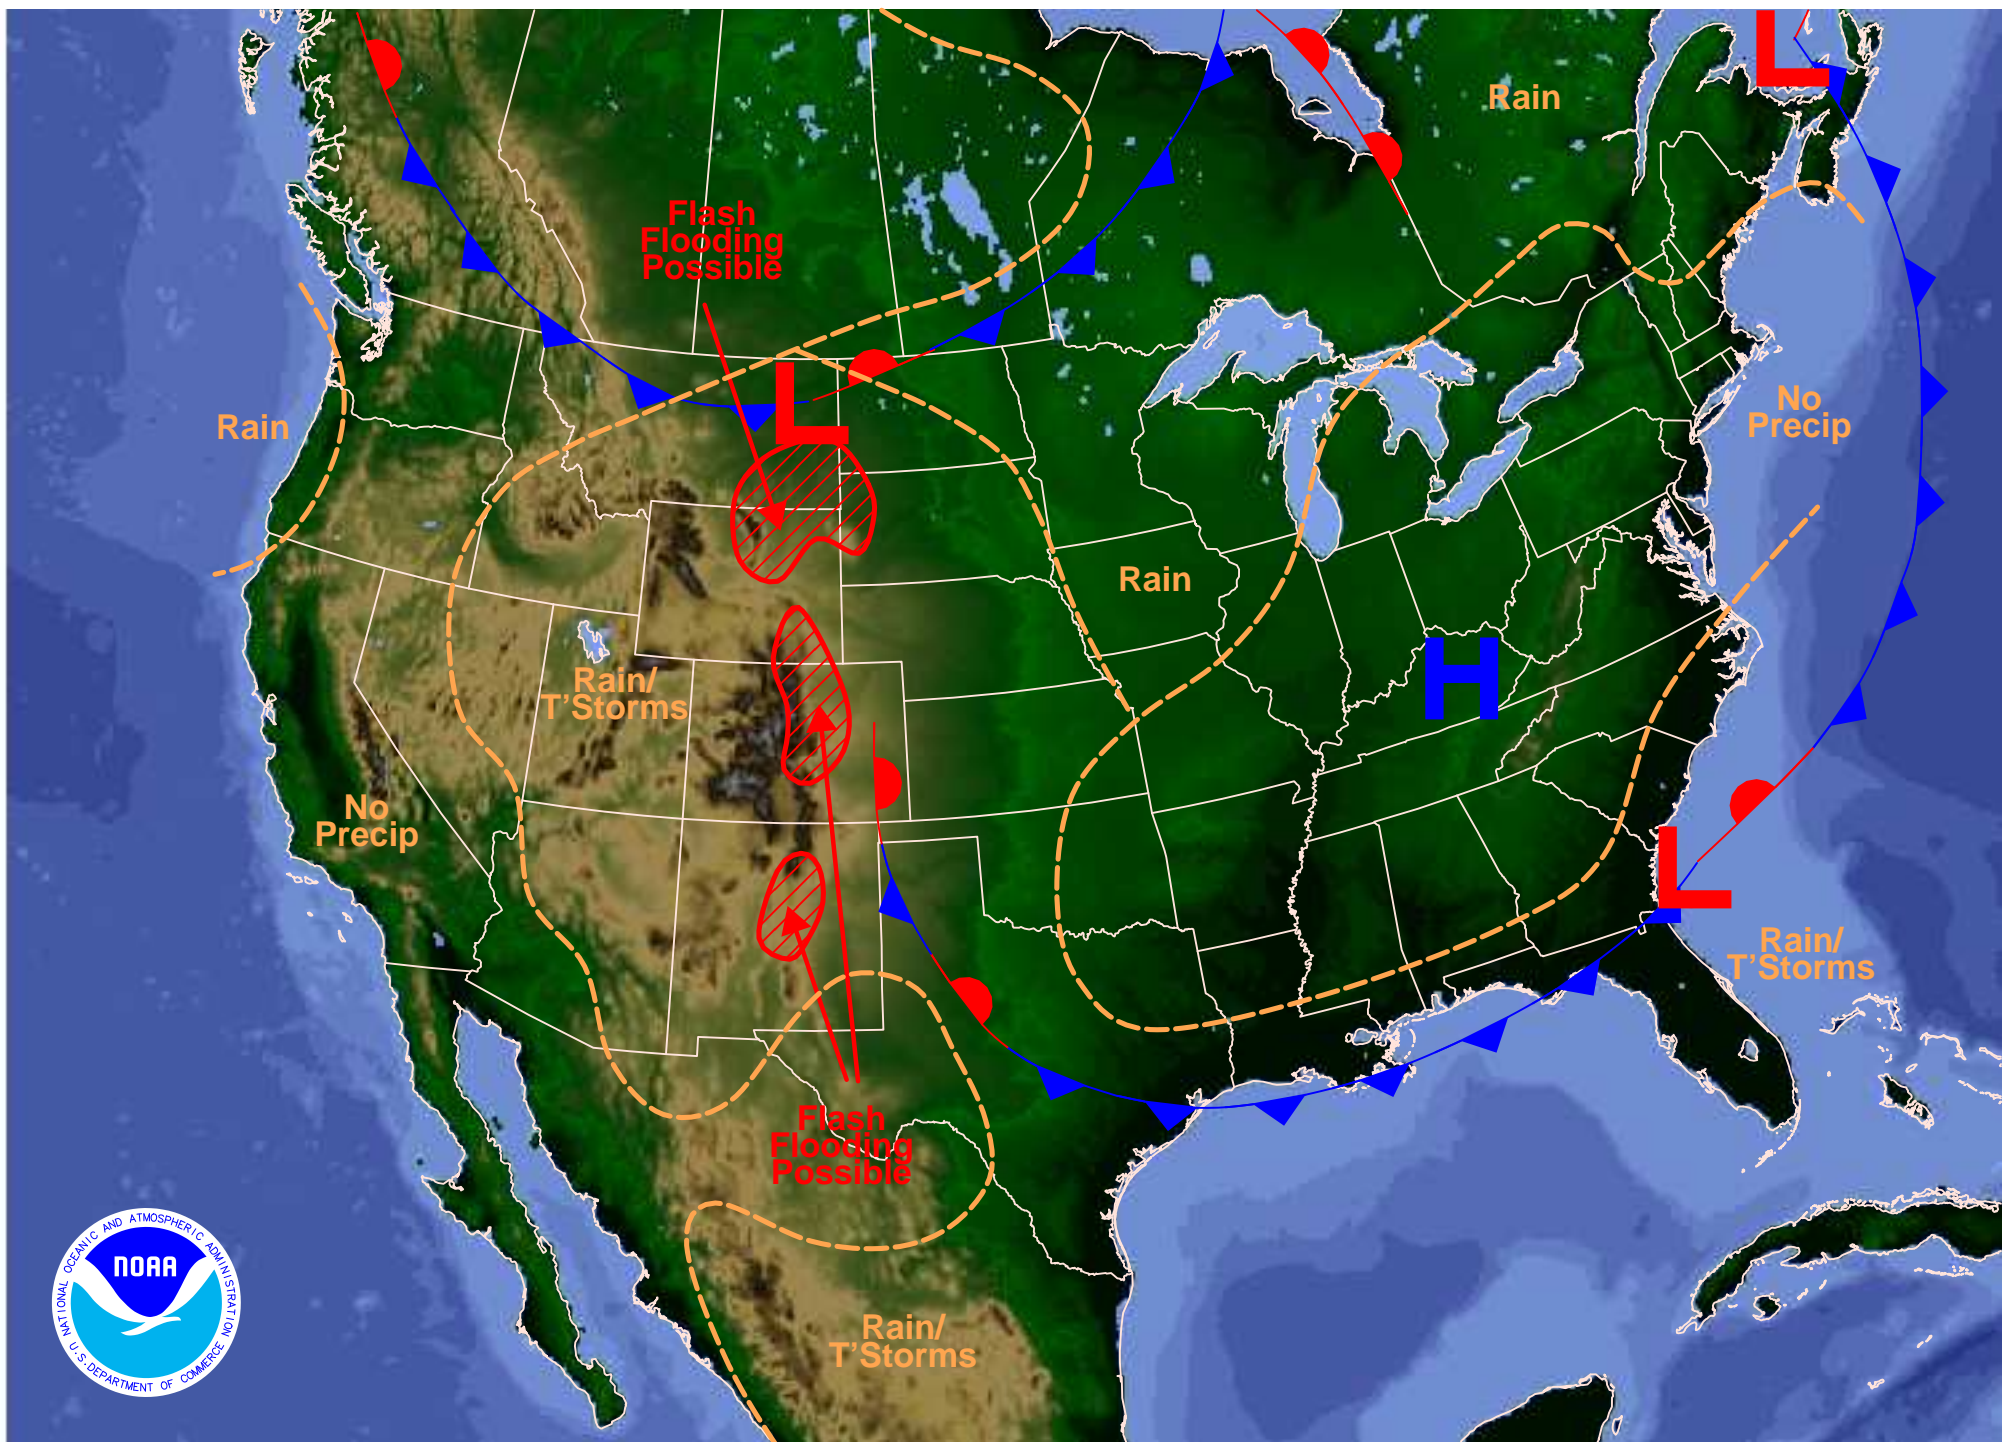 L
Rain
Flash
Flooding
Possible
L
No
Precip
Rain
Rain
H
Rain/
T'Storms
No
Precip
L
Rain/
T'Storms
Flash
Flooding
Possible
Rain/
T'Storms
NATIONAL OCEANIC AND ATMOSPHERIC ADMINISTRATION
NOAA
U.S. DEPARTMENT OF COMMERCE